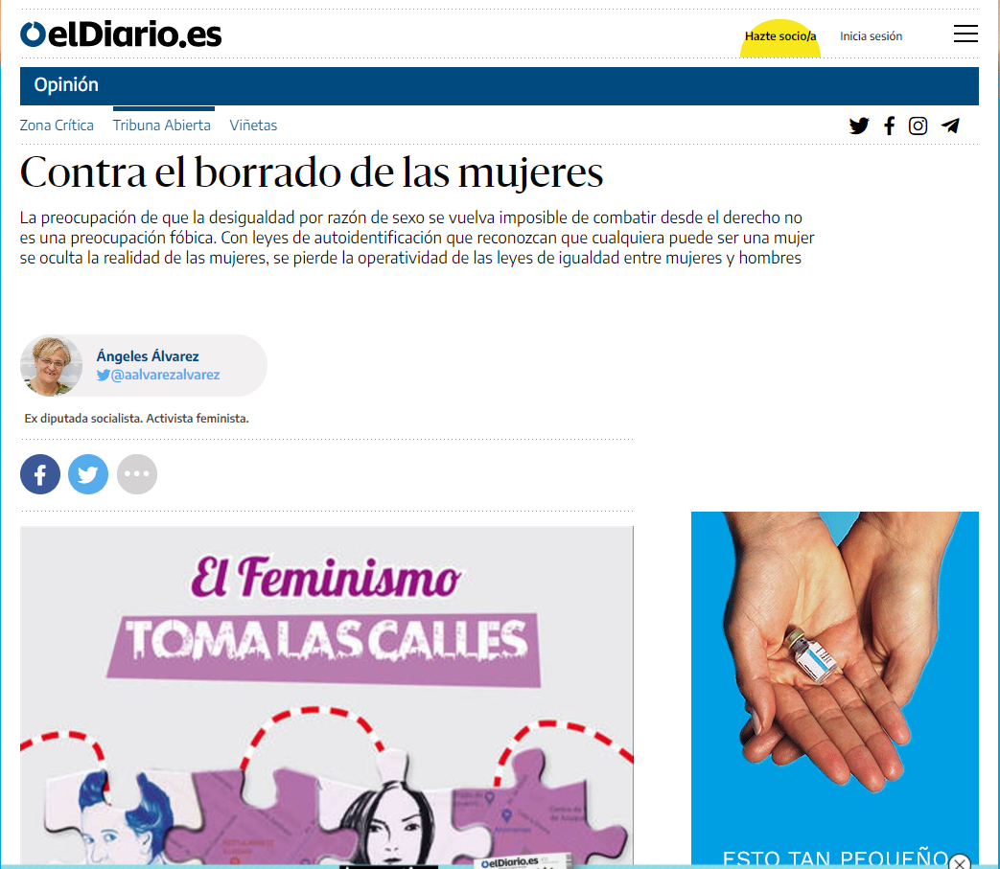 elDiario.es
Hazte socio/a
Inicia sesión
Opinión
Zona Crítica
Tribuna Abierta
Viñetas
Contra el borrado de las mujeres
La preocupación de que la desigualdad por razón de sexo se vuelva imposible de combatir desde el derecho no
es una preocupación fóbica. Con leyes de autoidentificación que reconozcan que cualquiera puede ser una mujer
se oculta la realidad de las mujeres, se pierde la operatividad de las leyes de igualdad entre mujeres y hombres
Ángeles Álvarez
@aalvarezalvarez
Ex diputada socialista. Activista feminista.
El Feminismo
TOMA LAS CALLES
ESTO TAN PEQUEÑO
elDiario.es